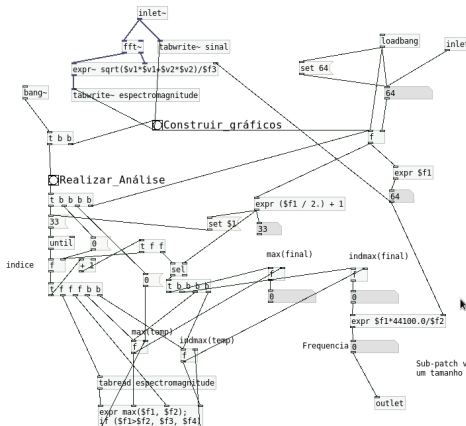 inlet~
fft~
tabwrite~ sinal
expr~ sqrt($v1*$v1+$v2*$v2)/$f3
tabwrite~ espectromagnitude
bang~
Construir_gráficos
t b b
loadbang
inlet
set 64
64
f
expr $f1
64
Realizar_Análise
t b b b b
expr ($f1 / 2.) + 1
33
set $1
33
until
0
t f f
indice
f
+ 1
sel
max(final)
indmax(final)
t f f f b b
0
t b b b b
f
f
0
0
max(temp)
indmax(temp)
expr $f1*44100.0/$f2
f
f
Frequencia
0
tabread espectromagnitude
Sub-patch
um tamanho
expr max($f1, $f2);
if ($f1>$f2, $f3, $f4)
outlet